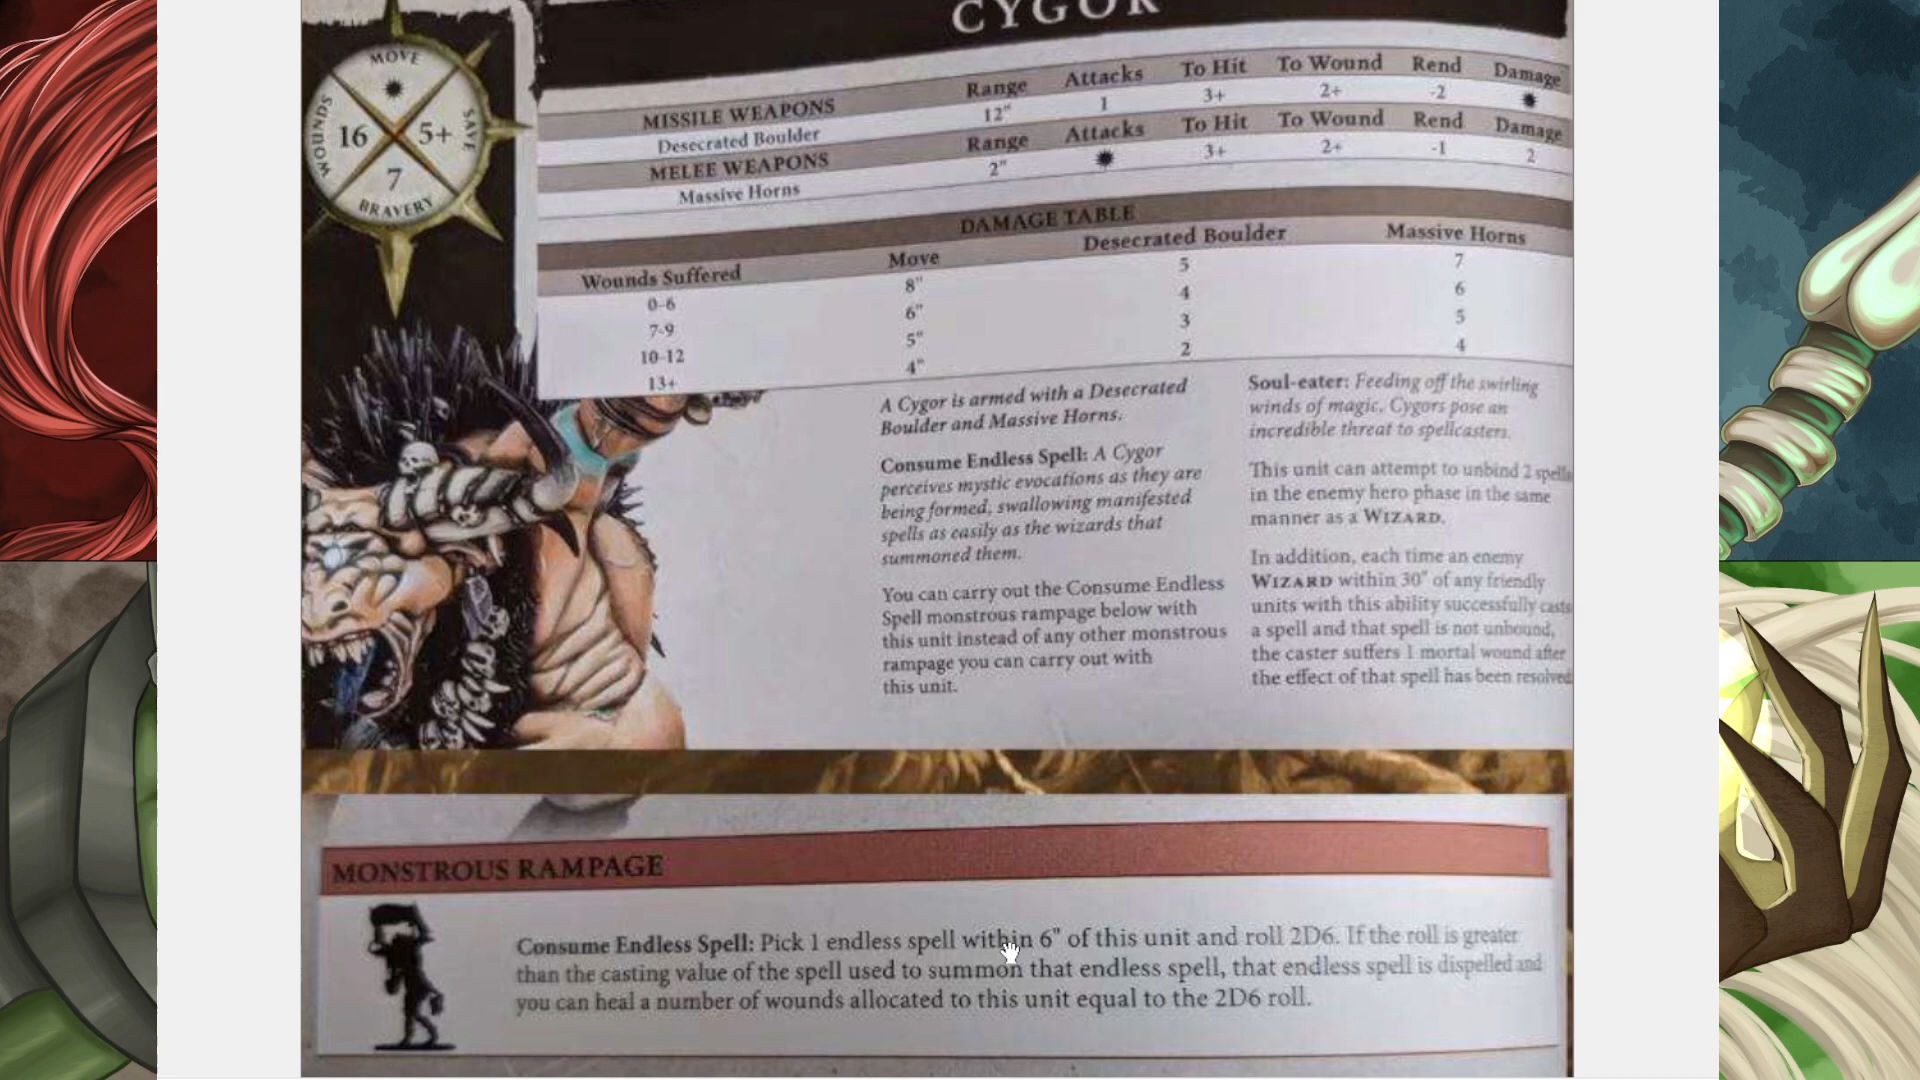 CYGOR
MOVE
WOUNDS 16 5+ SAVE
7
BRAVERY
MISSILE WEAPONS Range Attacks To Hit To Wound Rend Damage
Desecrated Boulder 12" 1 3+ 2+ -2 ✹
MELEE WEAPONS Range Attacks To Hit To Wound Rend Damage
Massive Horns 2" ✹ 3+ 2+ -1 2
DAMAGE TABLE
Wounds Suffered Move Desecrated Boulder Massive Horns
0-6 8" 5 7
7-9 6" 4 6
10-12 5" 3 5
13+ 4" 2 4
A Cygor is armed with a Desecrated
Boulder and Massive Horns.
Consume Endless Spell: A Cygor
perceives mystic evocations as they are
being formed, swallowing manifested
spells as easily as the wizards that
summoned them.
You can carry out the Consume Endless
Spell monstrous rampage below with
this unit instead of any other monstrous
rampage you can carry out with
this unit.
Soul-eater: Feeding off the swirling
winds of magic, Cygors pose an
incredible threat to spellcasters.
This unit can attempt to unbind 2 spells
in the enemy hero phase in the same
manner as a WIZARD.
In addition, each time an enemy
WIZARD within 30" of any friendly
units with this ability successfully casts
a spell and that spell is not unbound,
the caster suffers 1 mortal wound after
the effect of that spell has been resolved
MONSTROUS RAMPAGE
Consume Endless Spell: Pick 1 endless spell within 6" of this unit and roll 2D6. If the roll is greater
than the casting value of the spell used to summon that endless spell, that endless spell is dispelled and
you can heal a number of wounds allocated to this unit equal to the 2D6 roll.